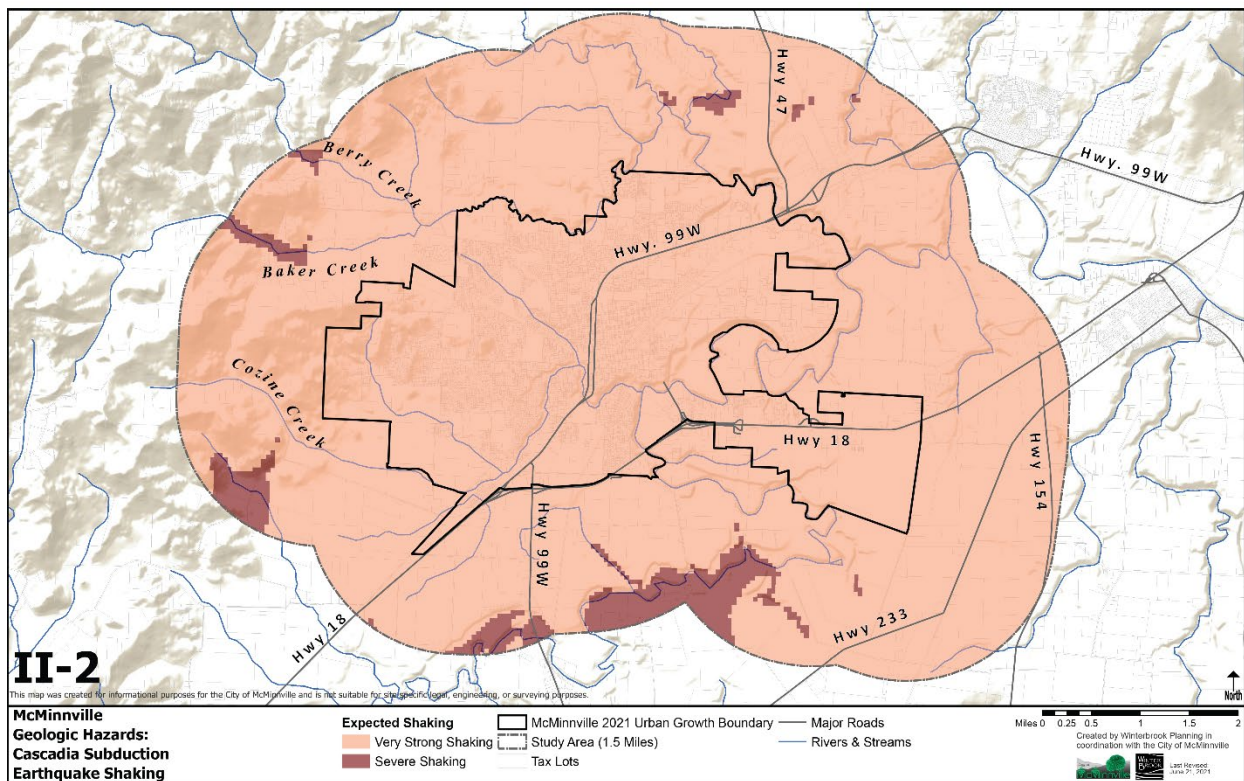 Hwy 47
Hwy. 99W
Berry Creek
Hwy. 99W
Baker Creek
Cozine Creek
Hwy 18
Hwy 154
Hwy 99W
Hwy 233
Hwy 18
II-2
This map was created for informational purposes for the City of McMinnville and is not suitable for site specific legal, engineering, or surveying purposes.
North
McMinnville
Geologic Hazards:
Cascadia Subduction
Earthquake Shaking
Expected Shaking
Very Strong Shaking
Severe Shaking
McMinnville 2021 Urban Growth Boundary
Study Area (1.5 Miles)
Tax Lots
Major Roads
Rivers & Streams
Miles 0 0.25 0.5 1 1.5 2
Created by Winterbrook Planning in
coordination with the City of McMinnville
WINTER
BROOK
Last Revised
June 21, 2021